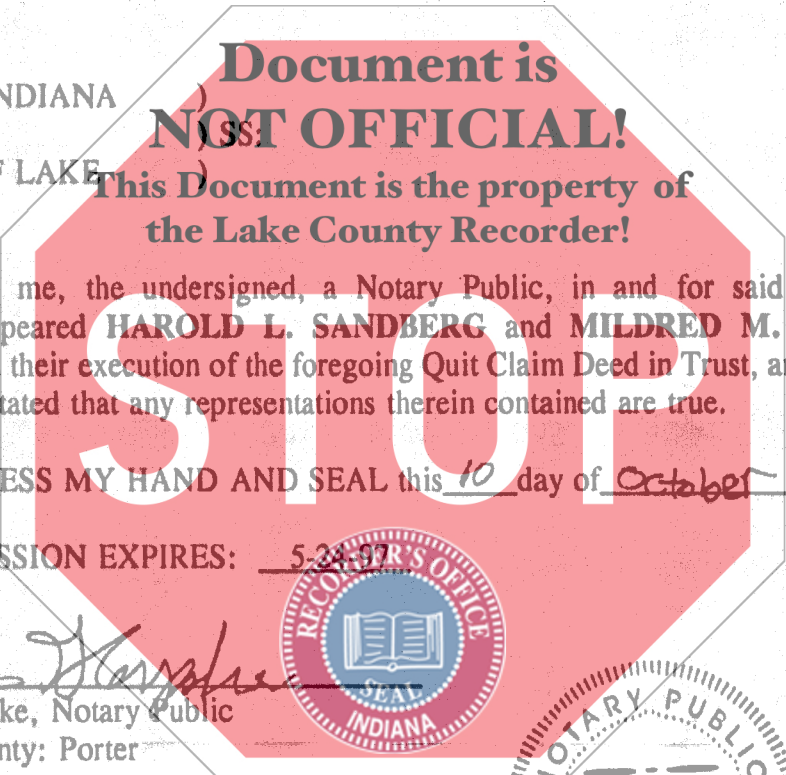 Document is
NOT OFFICIAL!
This Document is the property of
the Lake County Recorder!
STOP
NDIANA )
) SS:
F LAKE )
me, the undersigned, a Notary Public, in and for said
peared HAROLD L. SANDBERG and MILDRED M.
their execution of the foregoing Quit Claim Deed in Trust, an
tated that any representations therein contained are true.
ESS MY HAND AND SEAL this 10 day of October
SSION EXPIRES: 5-24-97
ke, Notary Public
nty: Porter
RECORDER'S OFFICE
SEAL
INDIANA
NOTARY PUBLIC